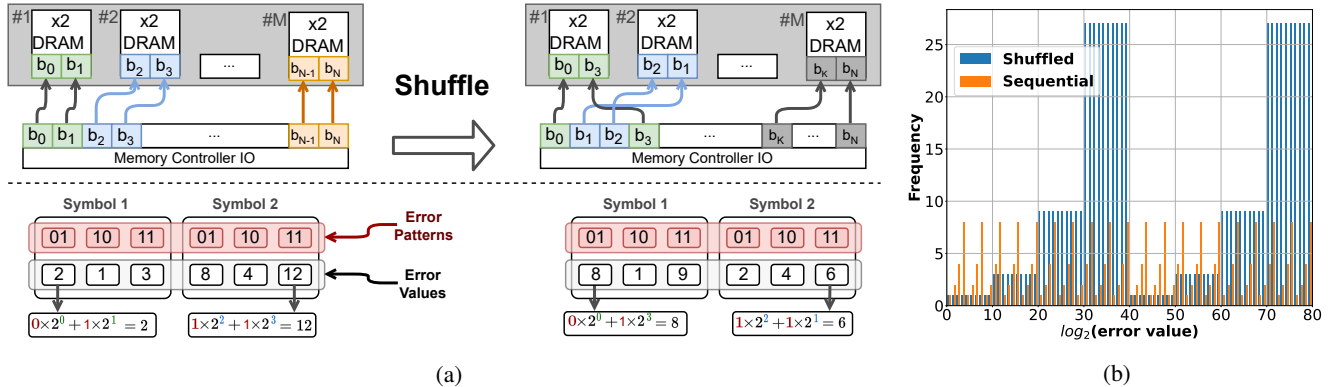 #1
x2
DRAM
b0 b1
#2
x2
DRAM
b2 b3
...
#M
x2
DRAM
bN-1 bN
b0 b1 b2 b3 ... bN-1 bN
Memory Controller IO
Shuffle
#1
x2
DRAM
b0 b3
#2
x2
DRAM
b2 b1
...
#M
x2
DRAM
bK bN
b0 b1 b2 b3 ... bK ... bN
Memory Controller IO
Symbol 1 Symbol 2
01 10 11 01 10 11
2 1 3 8 4 12
0×2^0 + 1×2^1 = 2 1×2^2 + 1×2^3 = 12
Error
Patterns
Error
Values
Symbol 1 Symbol 2
01 10 11 01 10 11
8 1 9 2 4 6
0×2^0 + 1×2^3 = 8 1×2^2 + 1×2^1 = 6
(a)
Frequency
25
20
15
10
5
0
Shuffled
Sequential
0 10 20 30 40 50 60 70 80
log2(error value)
(b)